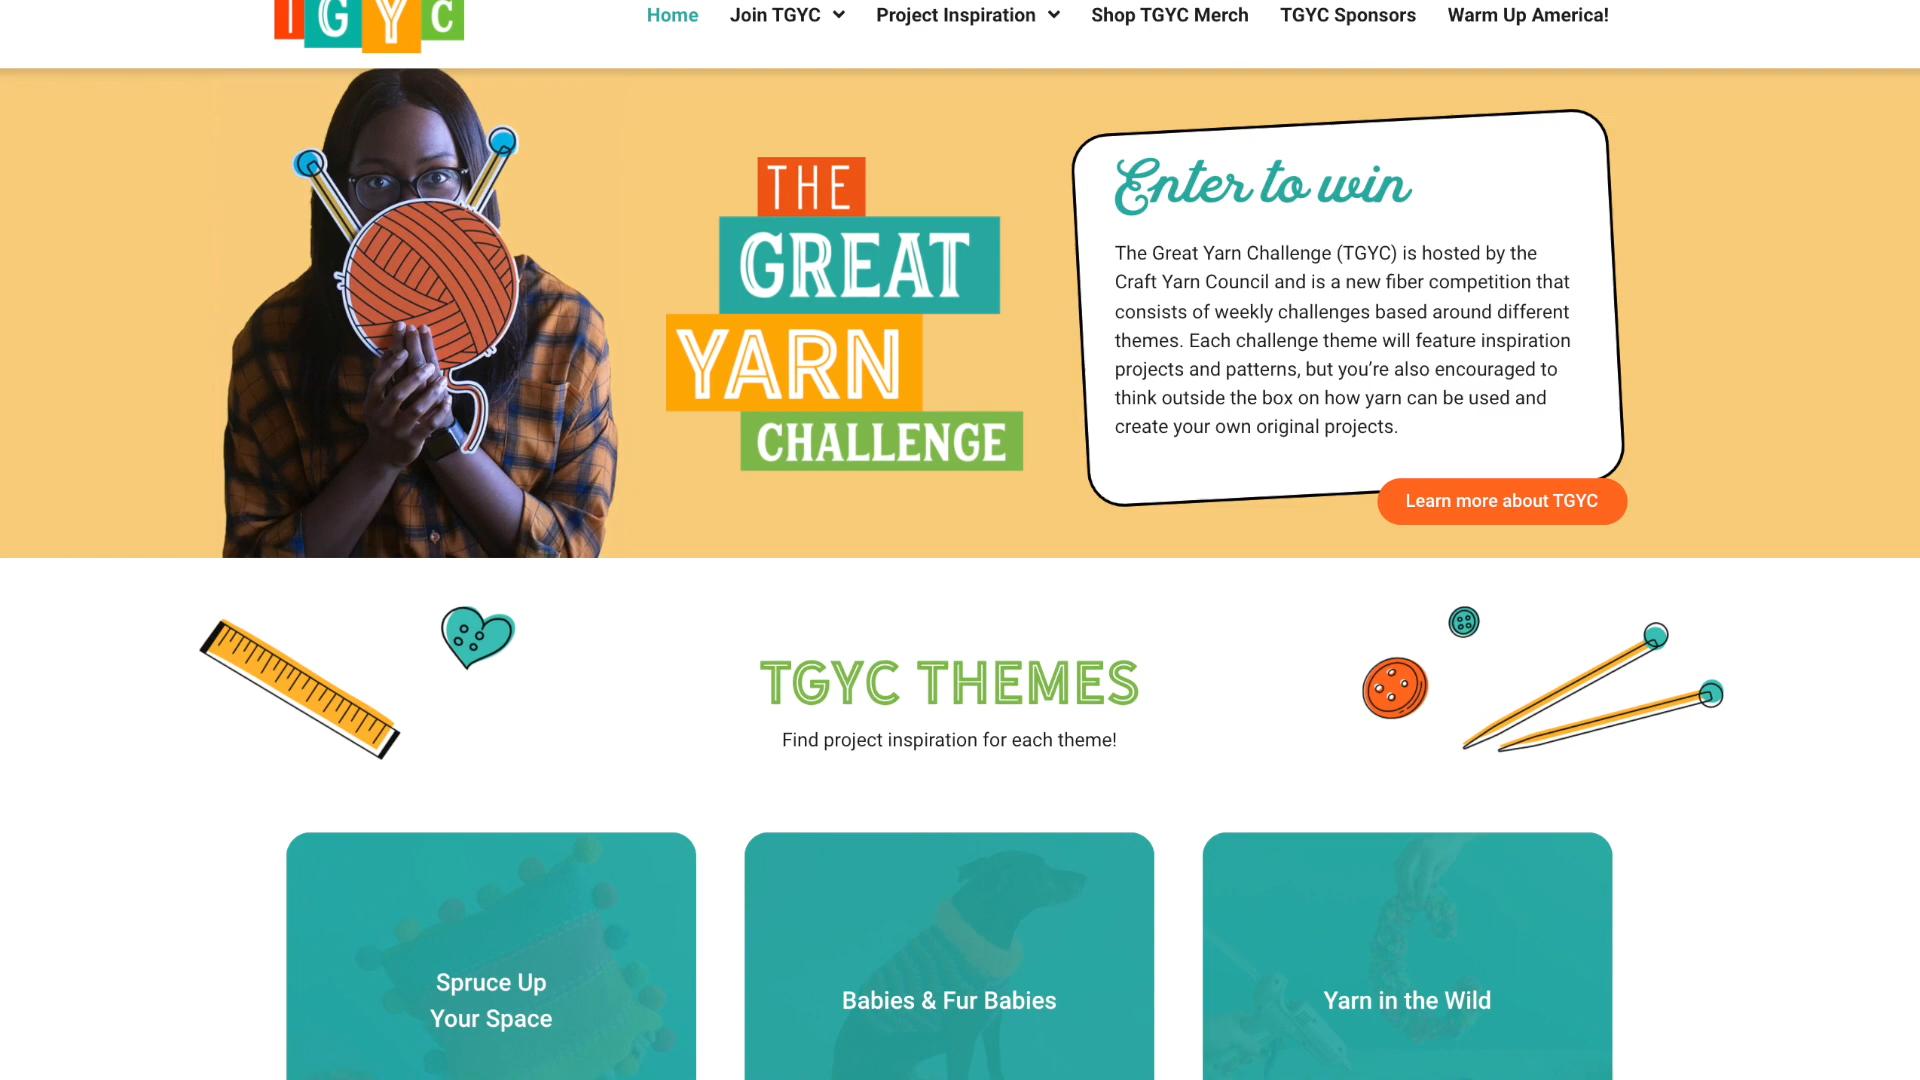 TGYC
Home
Join TGYC
Project Inspiration
Shop TGYC Merch
TGYC Sponsors
Warm Up America!
THE
GREAT
YARN
CHALLENGE
Enter to win
The Great Yarn Challenge (TGYC) is hosted by the
Craft Yarn Council and is a new fiber competition that
consists of weekly challenges based around different
themes. Each challenge theme will feature inspiration
projects and patterns, but you’re also encouraged to
think outside the box on how yarn can be used and
create your own original projects.
Learn more about TGYC
TGYC THEMES
Find project inspiration for each theme!
Spruce Up
Your Space
Babies & Fur Babies
Yarn in the Wild